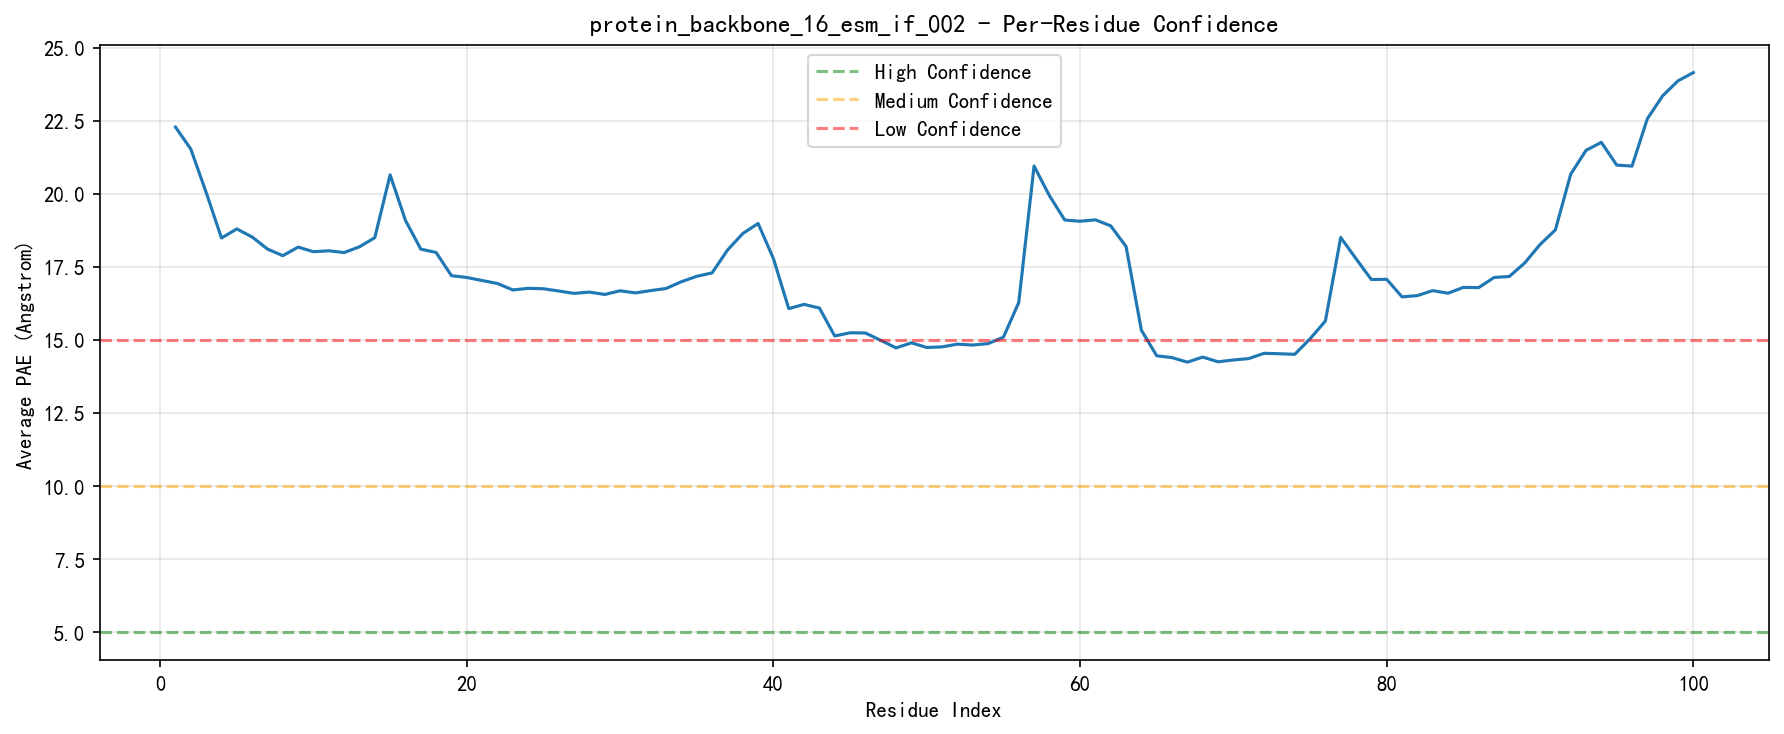 protein_backbone_16_esm_if_002 - Per-Residue Confidence
25.0
22.5
20.0
17.5
15.0
12.5
10.0
7.5
5.0
Average PAE (Angstrom)
High Confidence
Medium Confidence
Low Confidence
0 20 40 60 80 100
Residue Index